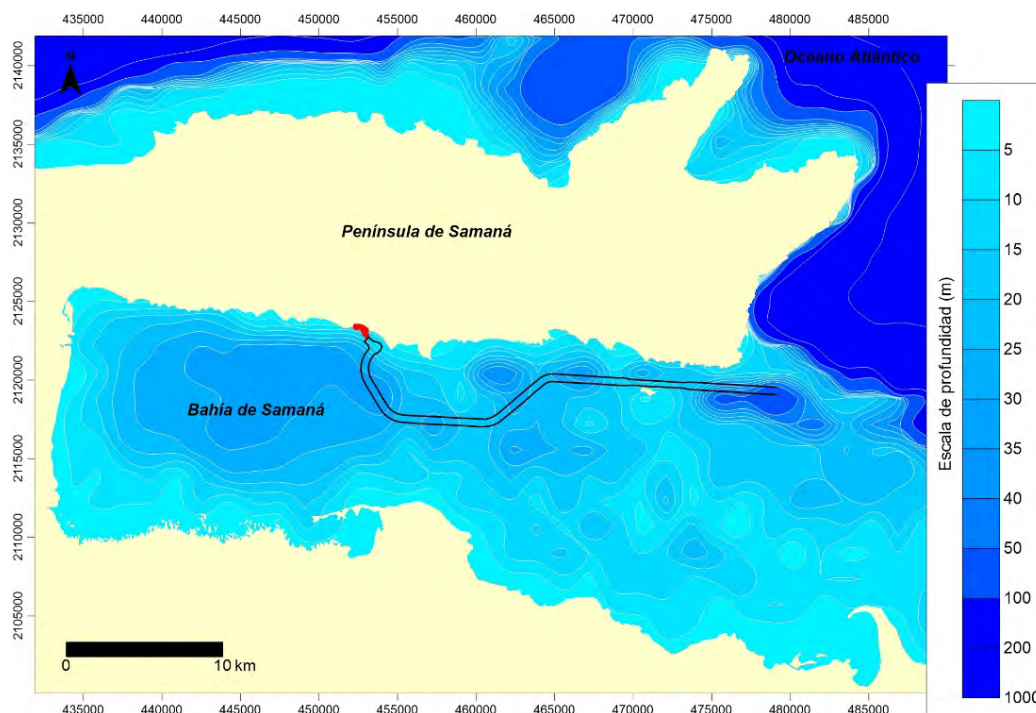 435000 440000 445000 450000 455000 460000 465000 470000 475000 480000 485000
Océano Atlantico
N
2140000
2135000
2130000
2125000
2120000
2115000
2110000
2105000
Península de Samaná
Bahía de Samaná
0 10 km
435000 440000 445000 450000 455000 460000 465000 470000 475000 480000 485000
Escala de profundidad (m)
5
10
15
20
25
30
35
40
50
100
200
1000